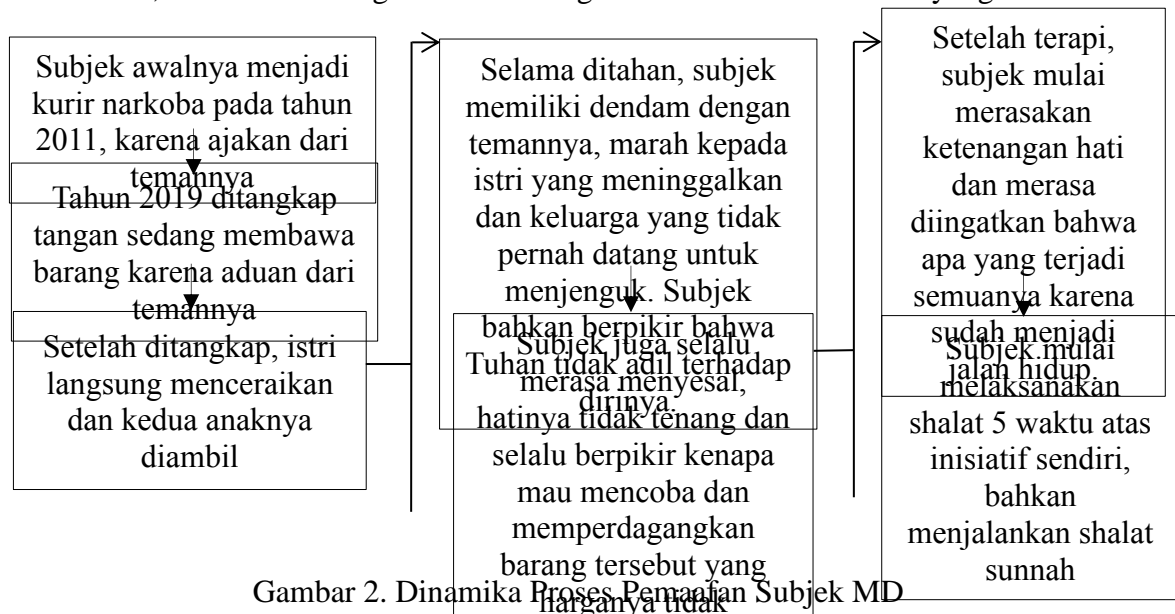 Subjek awalnya menjadi
kurir narkoba pada tahun
2011, karena ajakan dari
temannya
Tahun 2019 ditangkap
tangan sedang membawa
barang karena aduan dari
temannya
Setelah ditangkap, istri
langsung menceraikan
dan kedua anaknya
diambil
Selama ditahan, subjek
memiliki dendam dengan
temannya, marah kepada
istri yang meninggalkan
dan keluarga yang tidak
pernah datang untuk
menjenguk. Subjek
bahkan berpikir bahwa
Tuhan tidak adil terhadap
dirinya.
Subjek juga selalu
merasa menyesal,
hatinya tidak tenang dan
selalu berpikir kenapa
mau mencoba dan
memperdagangkan
barang tersebut yang
harganya tidak
Setelah terapi,
subjek mulai
merasakan
ketenangan hati
dan merasa
diingatkan bahwa
apa yang terjadi
semuanya karena
sudah menjadi
jalan hidup.
Subjek mulai
melaksanakan
shalat 5 waktu atas
inisiatif sendiri,
bahkan
menjalankan shalat
sunnah
Gambar 2. Dinamika Proses Pemaafan Subjek MD